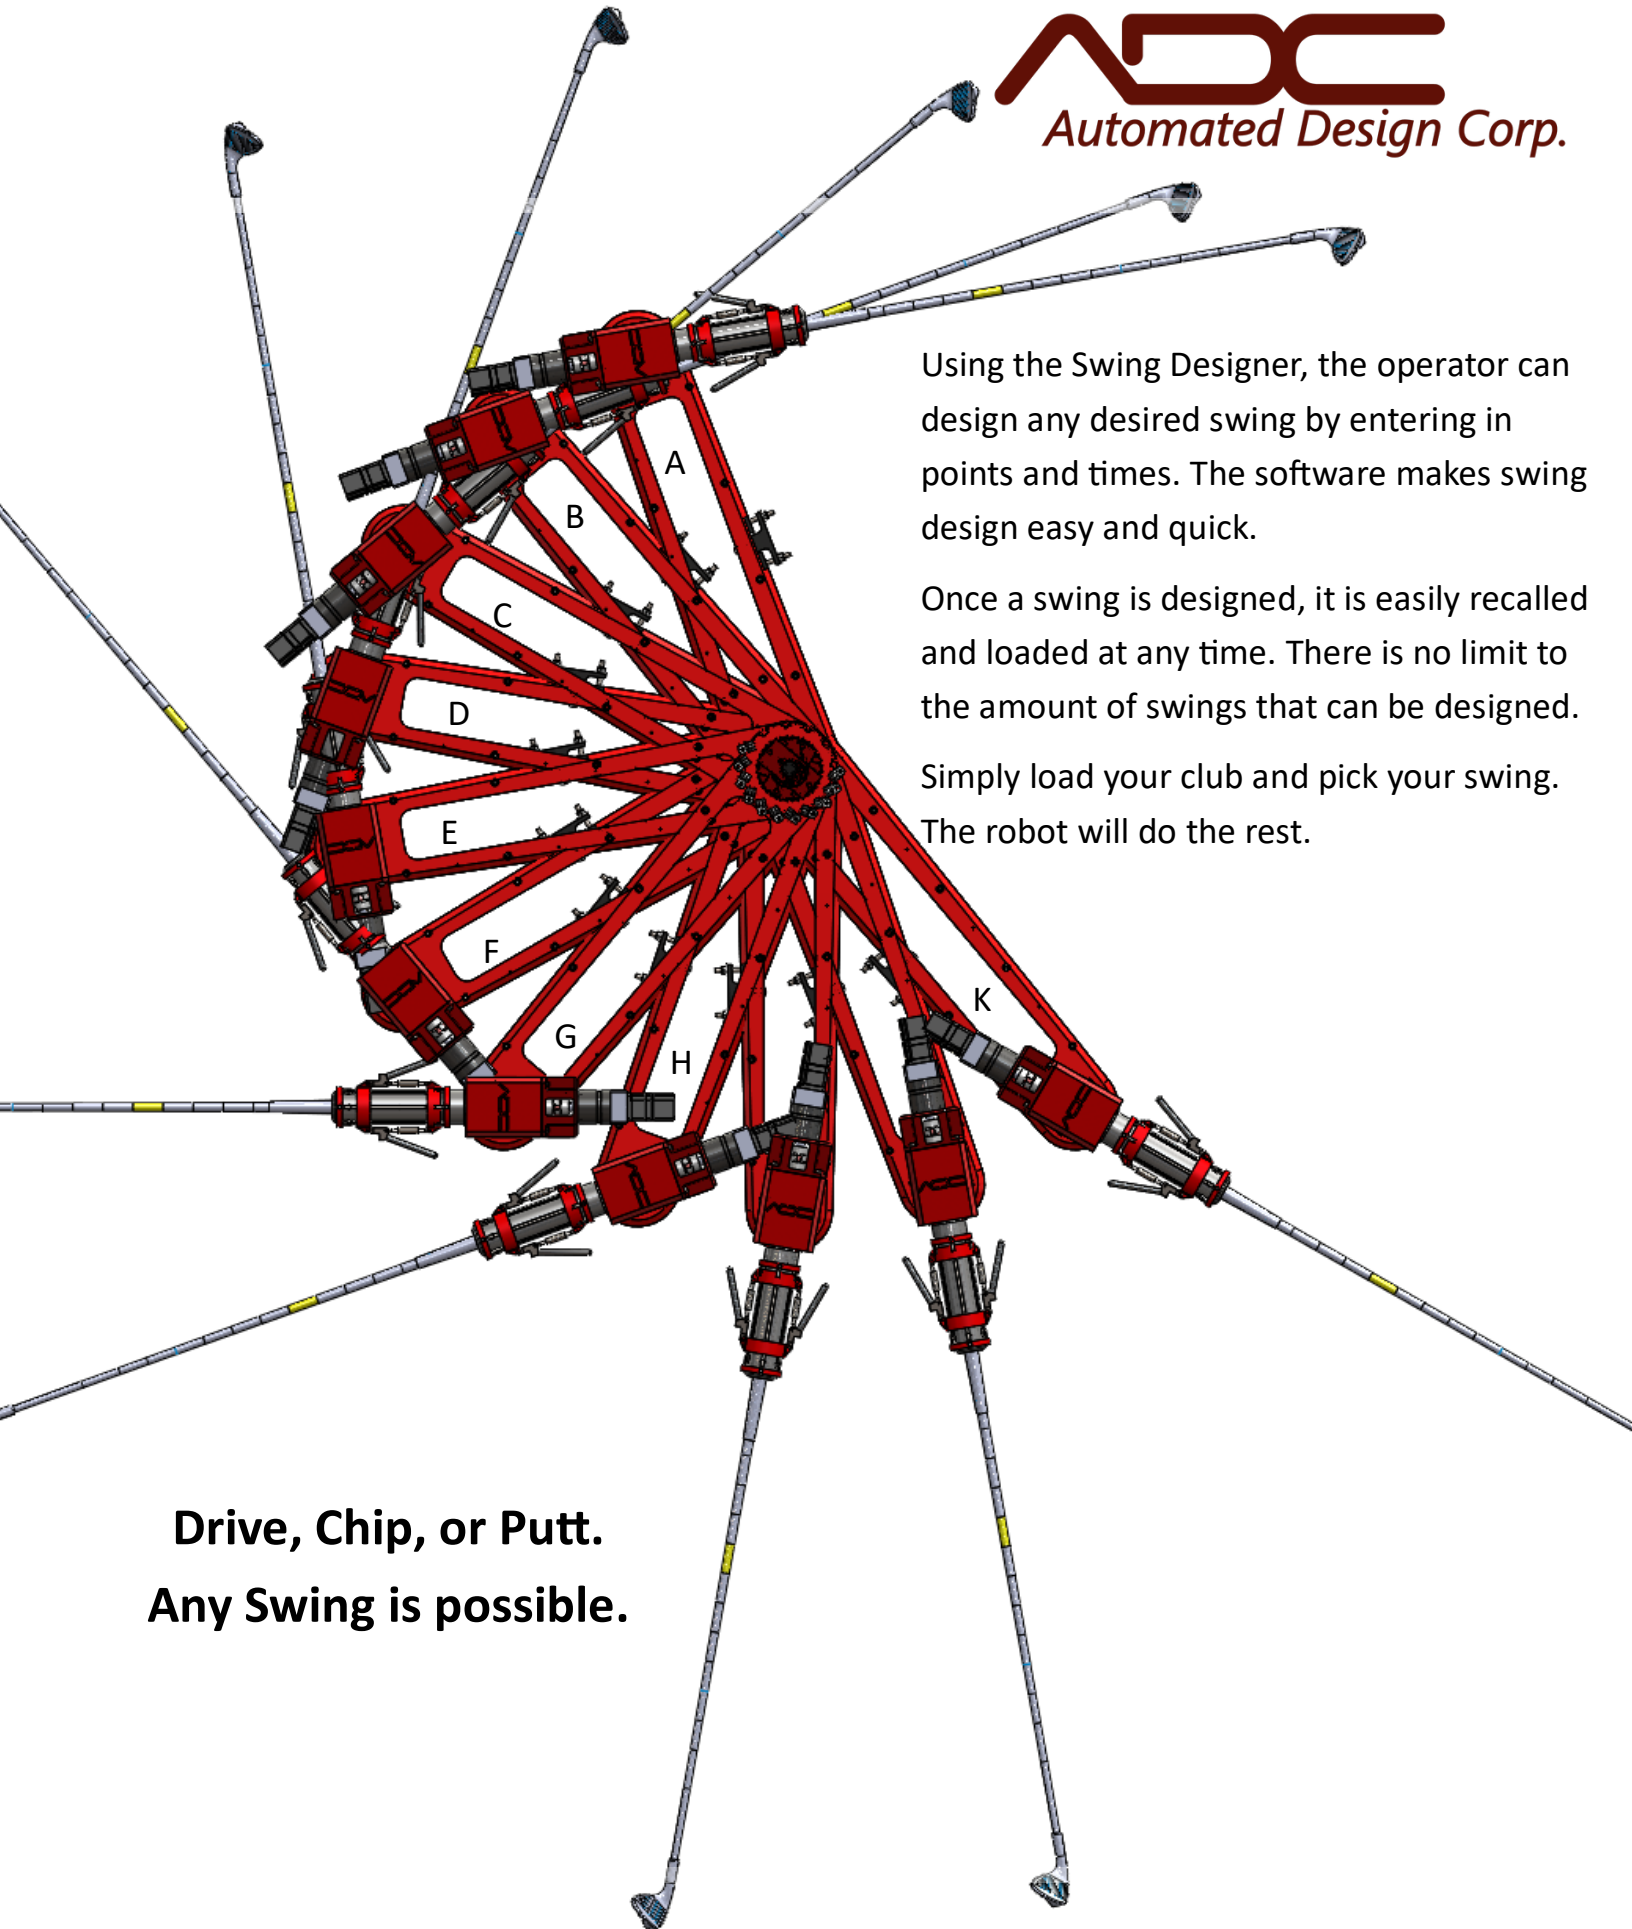 ADC
Automated Design Corp.
Using the Swing Designer, the operator can
design any desired swing by entering in
points and times. The software makes swing
design easy and quick.
Once a swing is designed, it is easily recalled
and loaded at any time. There is no limit to
the amount of swings that can be designed.
Simply load your club and pick your swing.
The robot will do the rest.
A
B
C
D
E
F
G
H
K
Drive, Chip, or Putt.
Any Swing is possible.